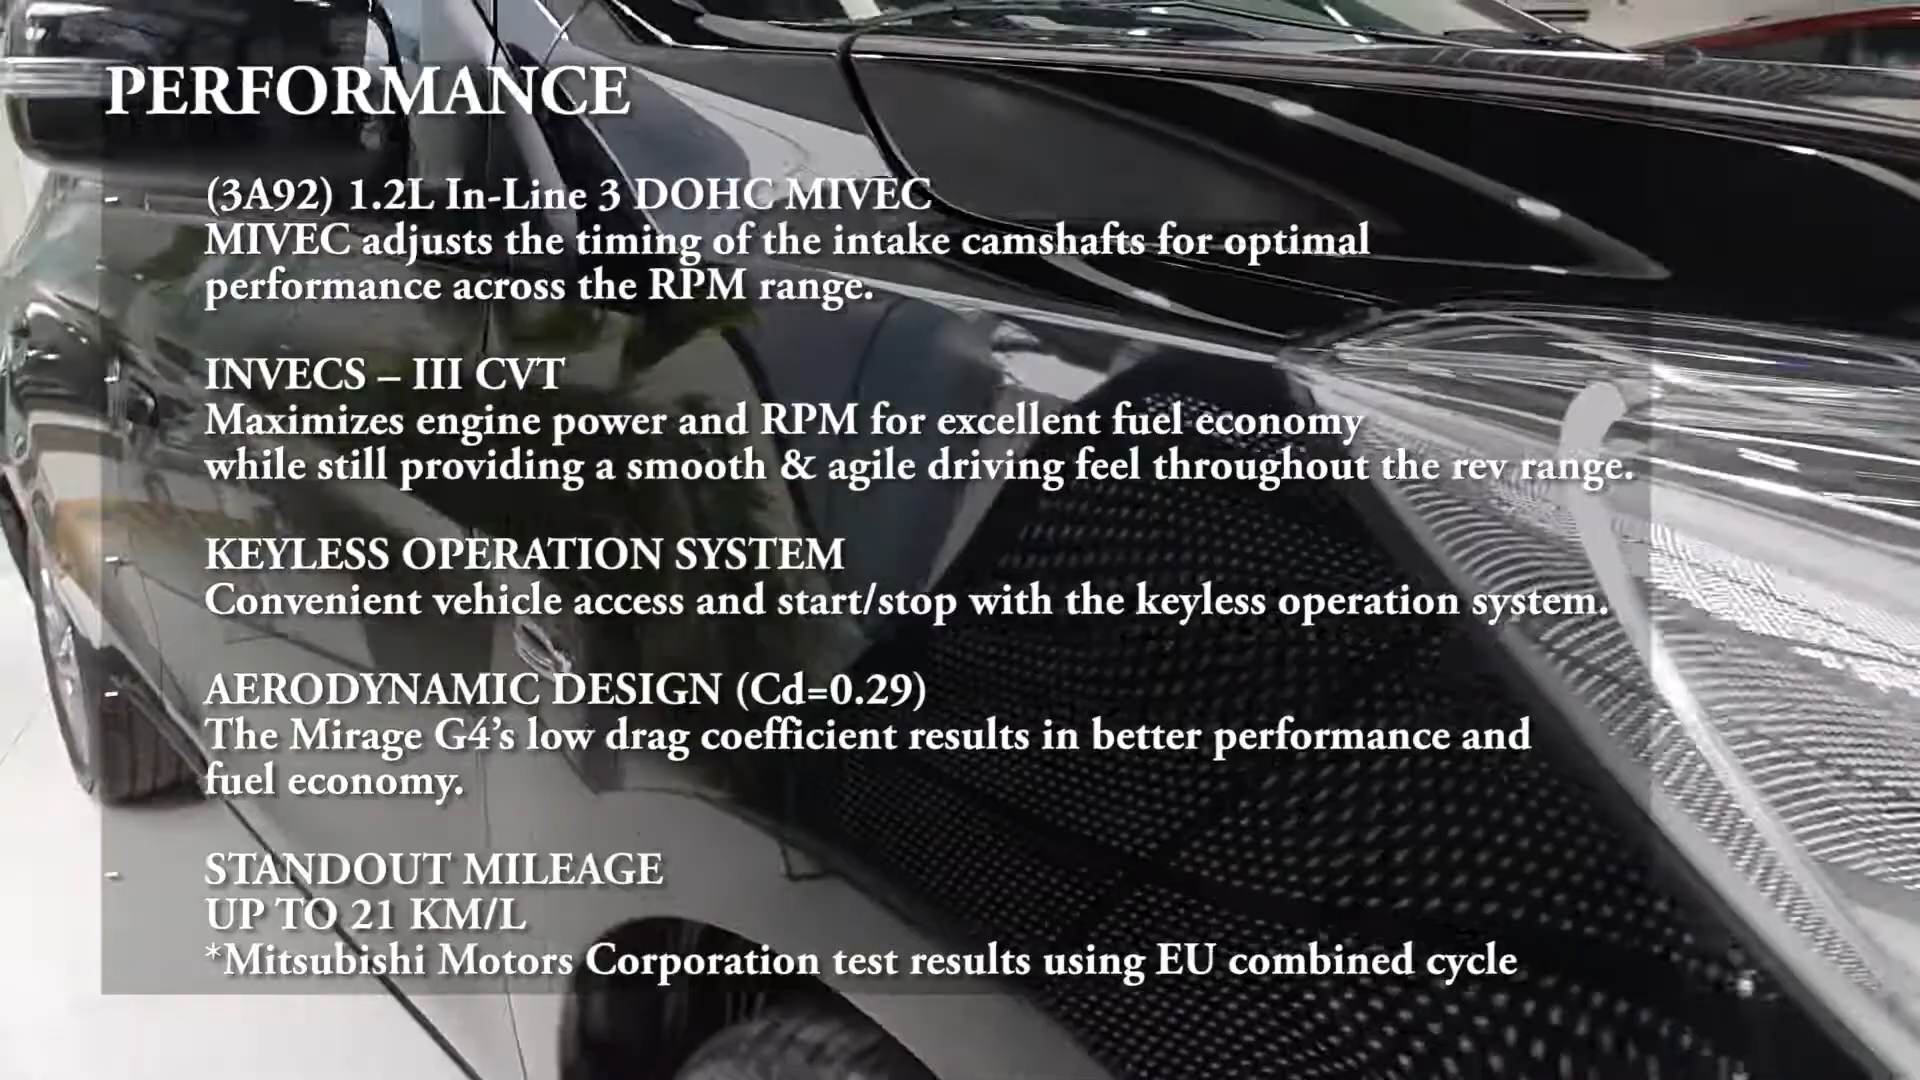 PERFORMANCE
- (3A92) 1.2L In-Line 3 DOHC MIVEC
MIVEC adjusts the timing of the intake camshafts for optimal
performance across the RPM range.
- INVECS – III CVT
Maximizes engine power and RPM for excellent fuel economy
while still providing a smooth & agile driving feel throughout the rev range.
- KEYLESS OPERATION SYSTEM
Convenient vehicle access and start/stop with the keyless operation system.
- AERODYNAMIC DESIGN (Cd=0.29)
The Mirage G4’s low drag coefficient results in better performance and
fuel economy.
- STANDOUT MILEAGE
UP TO 21 KM/L
*Mitsubishi Motors Corporation test results using EU combined cycle